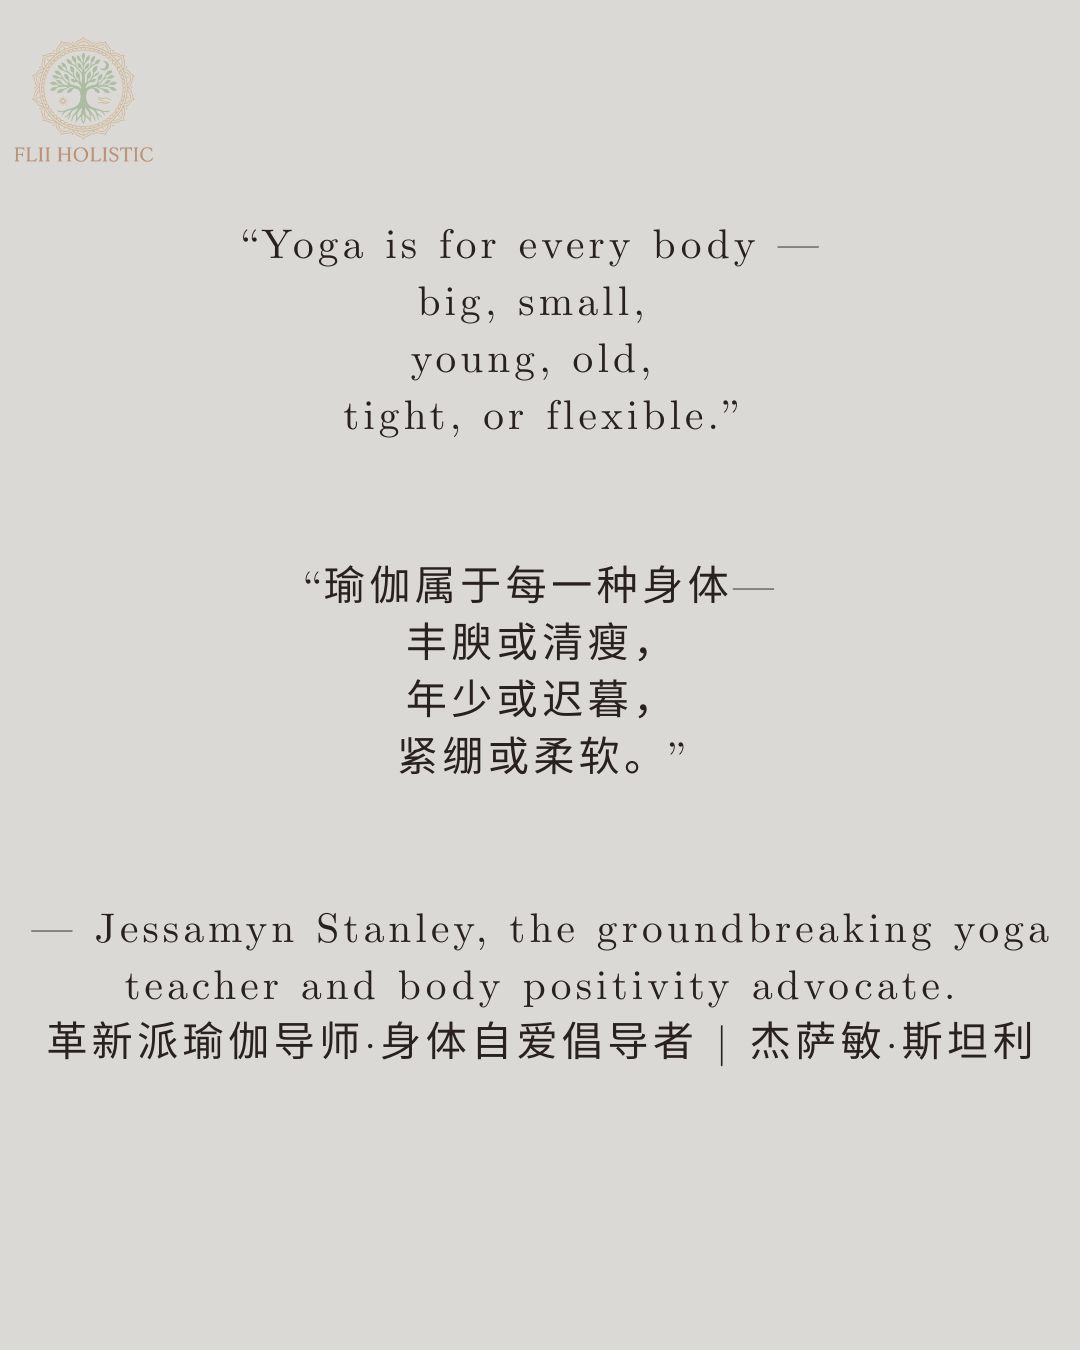 FLII HOLISTIC
“Yoga is for every body —
big, small,
young, old,
tight, or flexible.”
“瑜伽属于每一种身体—
丰腴或清瘦，
年少或迟暮，
紧绷或柔软。”
— Jessamyn Stanley, the groundbreaking yoga
teacher and body positivity advocate.
革新派瑜伽导师·身体自爱倡导者 | 杰萨敏·斯坦利